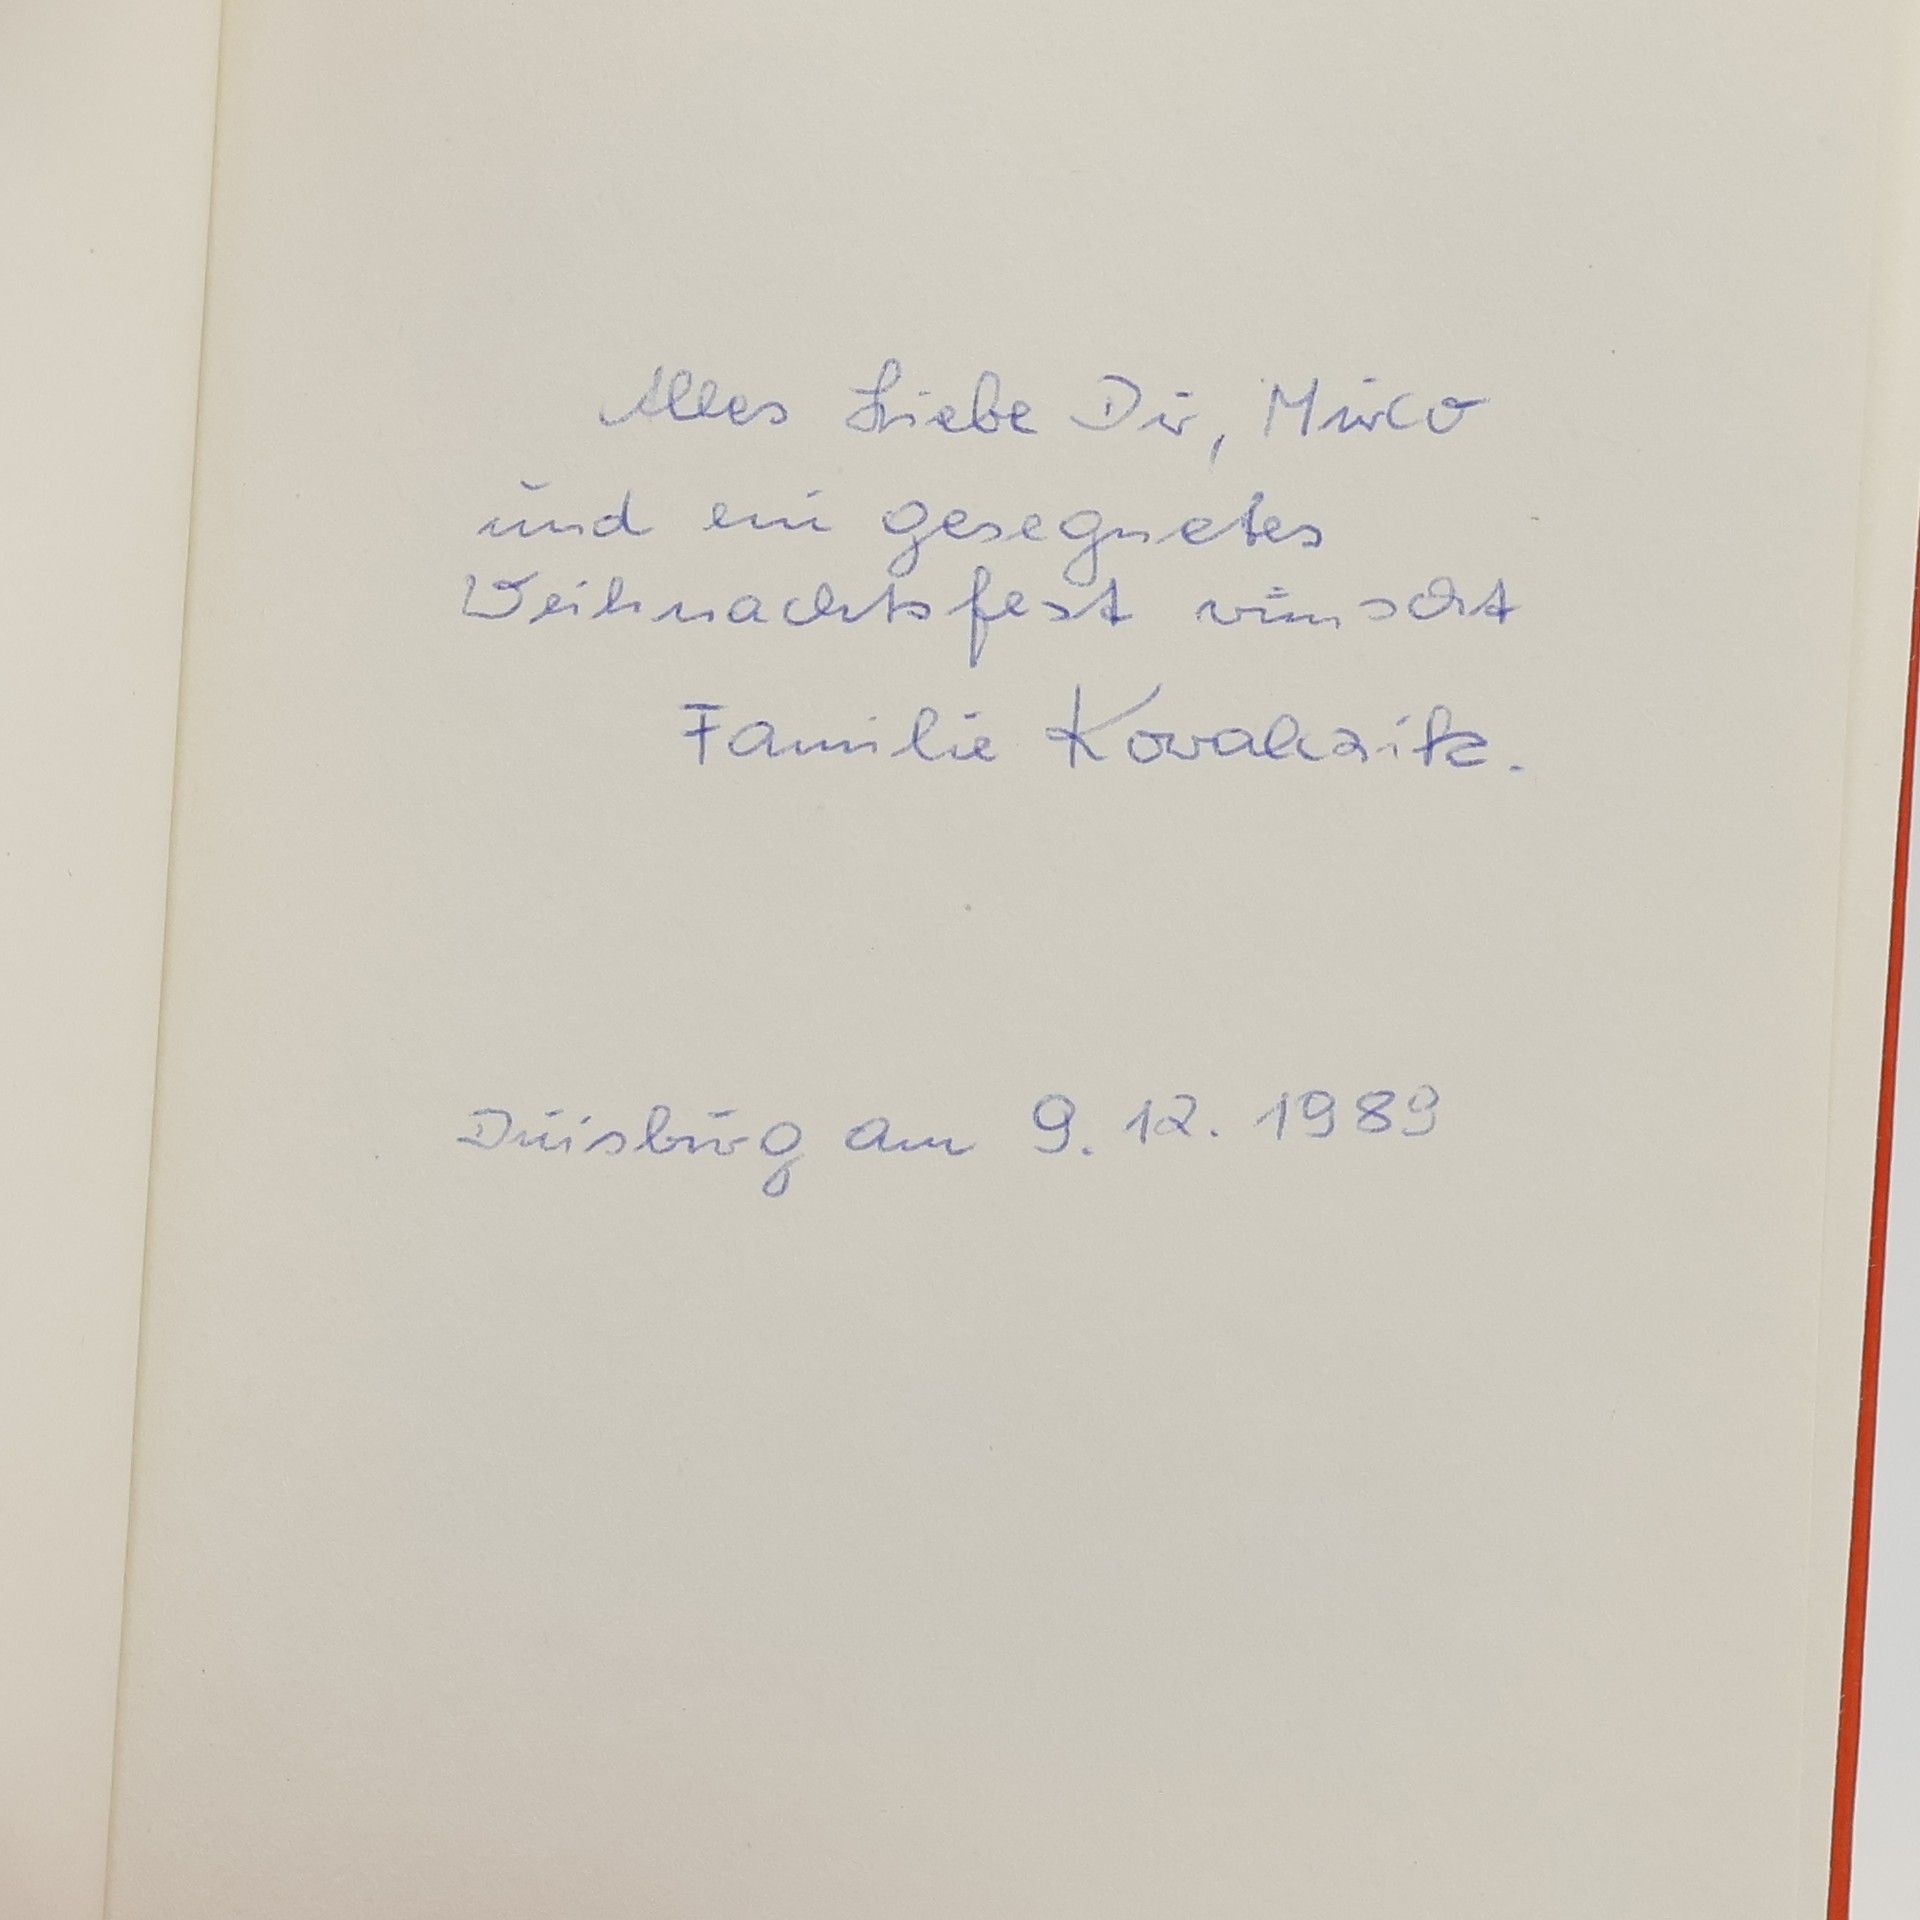 Alles Liebe Dir, Mirco
und ein gesegnetes
Weihnachtsfest wünscht
Familie
Duisburg am 9. 12. 1989